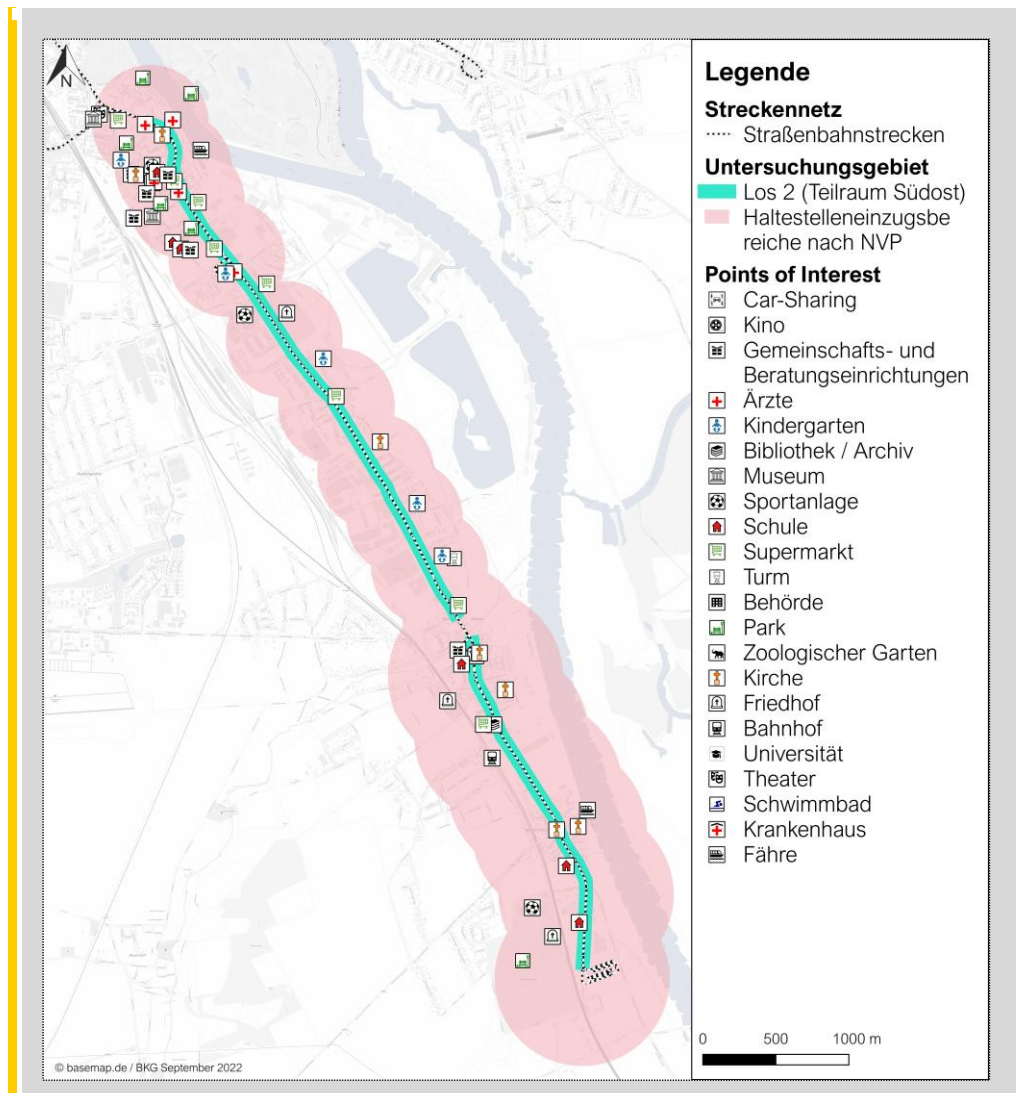 N
Legende
Streckennetz
Straßenbahnstrecken
Untersuchungsgebiet
Los 2 (Teilraum Südost)
Haltestelleneinzugsbe
reiche nach NVP
Points of Interest
Car-Sharing
Kino
Gemeinschafts- und
Beratungseinrichtungen
Ärzte
Kindergarten
Bibliothek / Archiv
Museum
Sportanlage
Schule
Supermarkt
Turm
Behörde
Park
Zoologischer Garten
Kirche
Friedhof
Bahnhof
Universität
Theater
Schwimmbad
Krankenhaus
Fähre
0 500 1000 m
© basemap.de / BKG September 2022